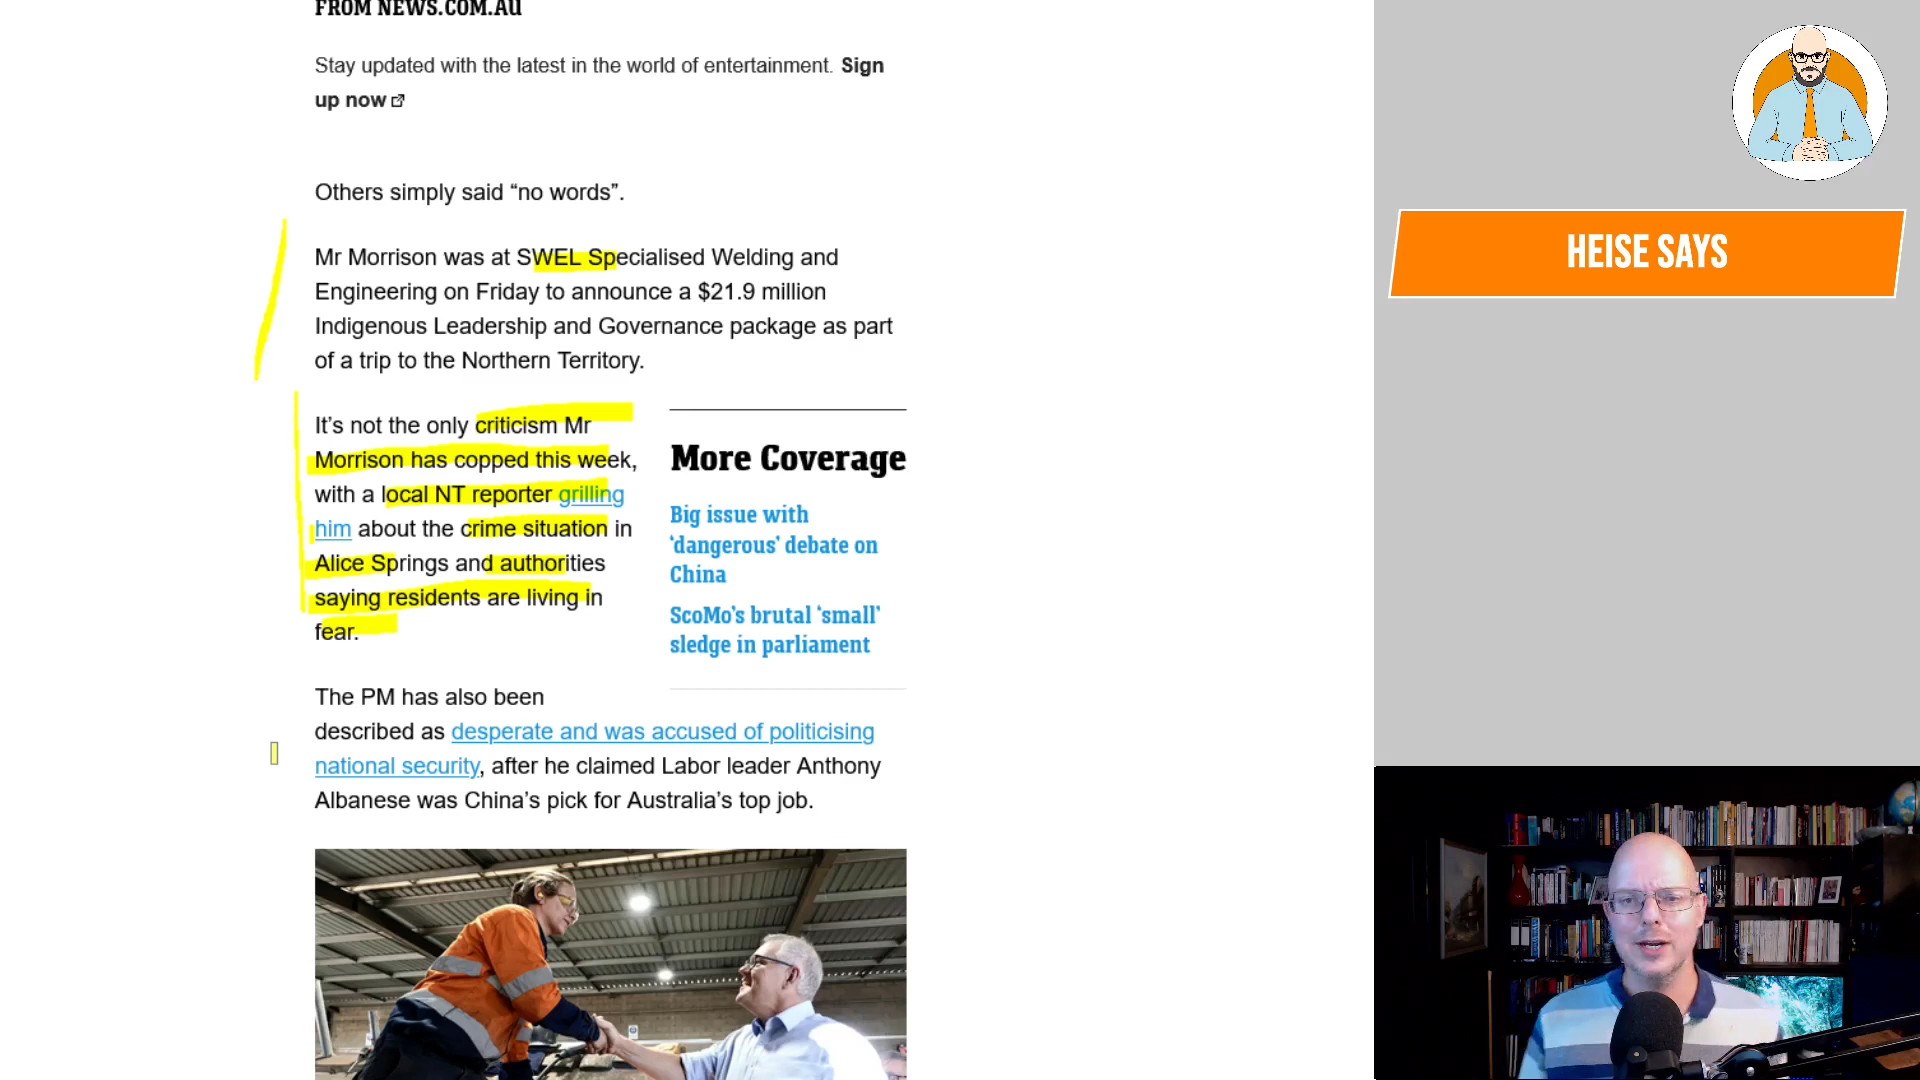 FROM NEWS.COM.AU
Stay updated with the latest in the world of entertainment. Sign
up now
Others simply said “no words”.
Mr Morrison was at SWEL Specialised Welding and
Engineering on Friday to announce a $21.9 million
Indigenous Leadership and Governance package as part
of a trip to the Northern Territory.
It’s not the only criticism Mr
Morrison has copped this week,
with a local NT reporter grilling
him about the crime situation in
Alice Springs and authorities
saying residents are living in
fear.
More Coverage
Big issue with
‘dangerous’ debate on
China
ScoMo’s brutal ‘small’
sledge in parliament
The PM has also been
described as desperate and was accused of politicising
national security, after he claimed Labor leader Anthony
Albanese was China’s pick for Australia’s top job.
HEISE SAYS